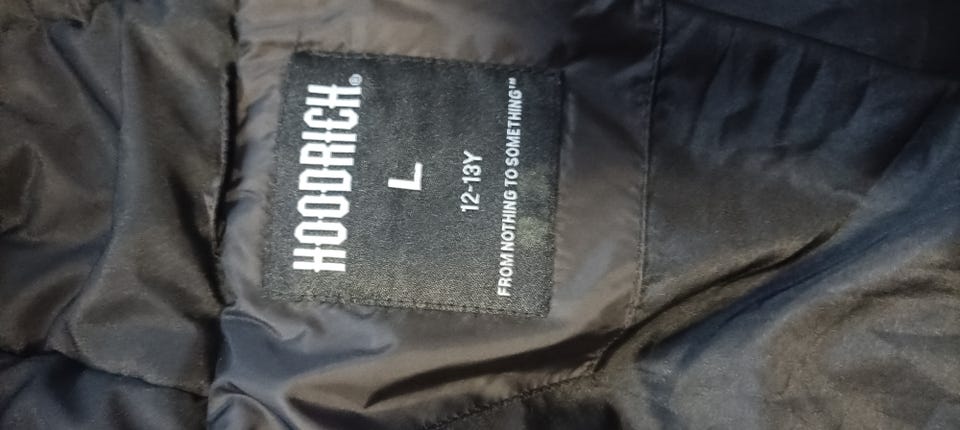 HOODRICH®
L
12-13Y
FROM NOTHING TO SOMETHING™